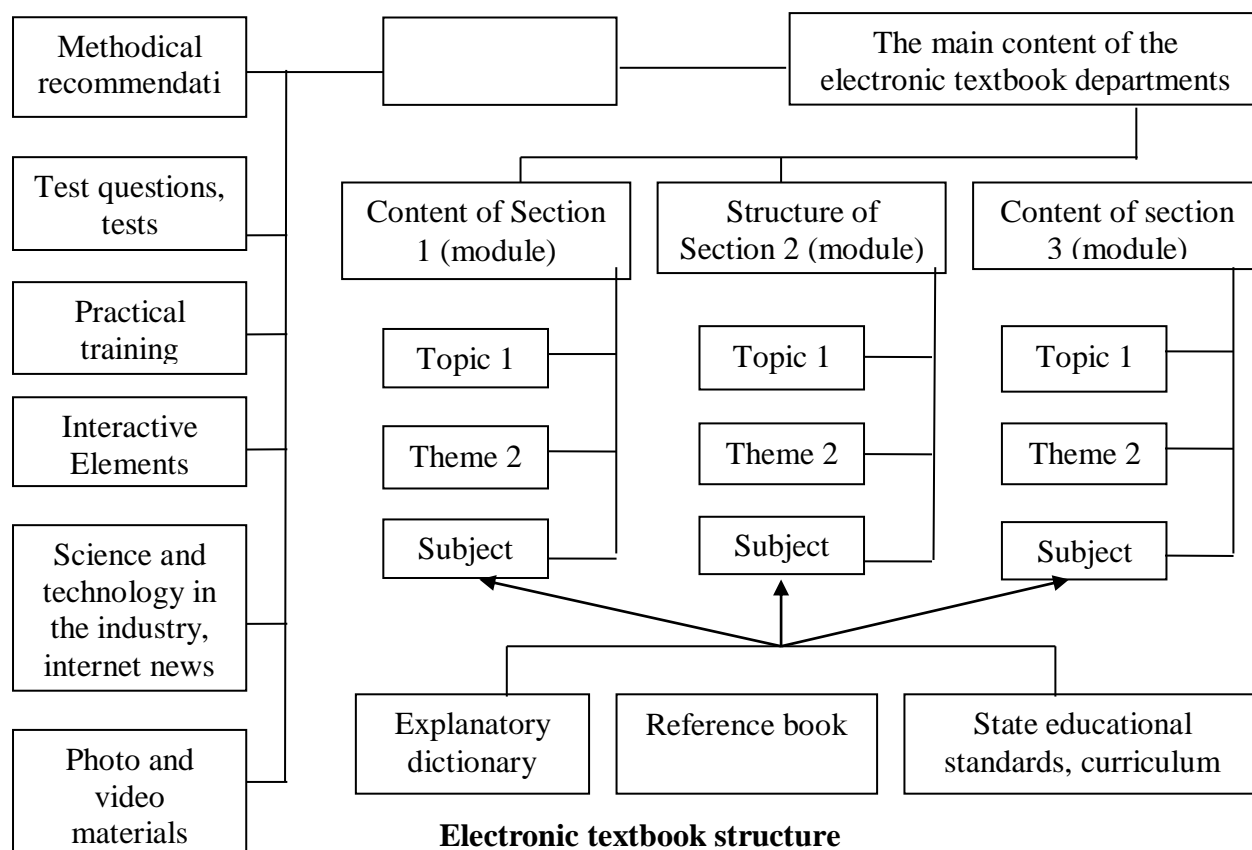 Methodical
recommendati
The main content of the
electronic textbook departments
Test questions,
tests
Content of Section
1 (module)
Structure of
Section 2 (module)
Content of section
3 (module)
Practical
training
Topic 1
Topic 1
Topic 1
Interactive
Elements
Theme 2
Theme 2
Theme 2
Subject
Subject
Subject
Science and
technology in
the industry,
internet news
Explanatory
dictionary
Reference book
State educational
standards, curriculum
Photo and
video
materials
Electronic textbook structure